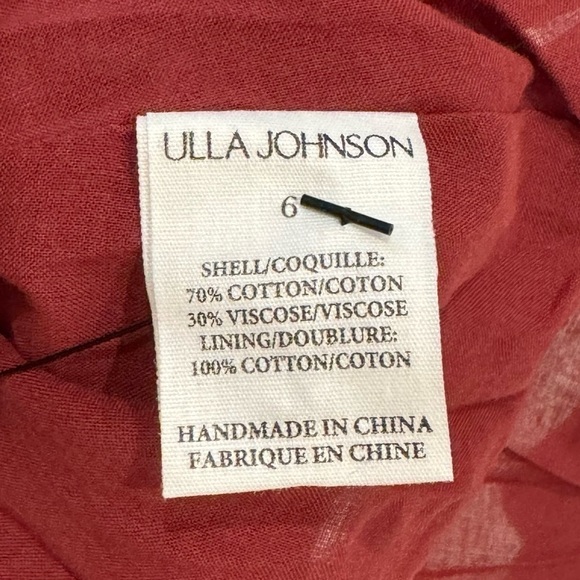 ULLA JOHNSON
6
SHELL/COQUILLE:
70% COTTON/COTON
30% VISCOSE/VISCOSE
LINING/DOUBLURE:
100% COTTON/COTON
HANDMADE IN CHINA
FABRIQUE EN CHINE